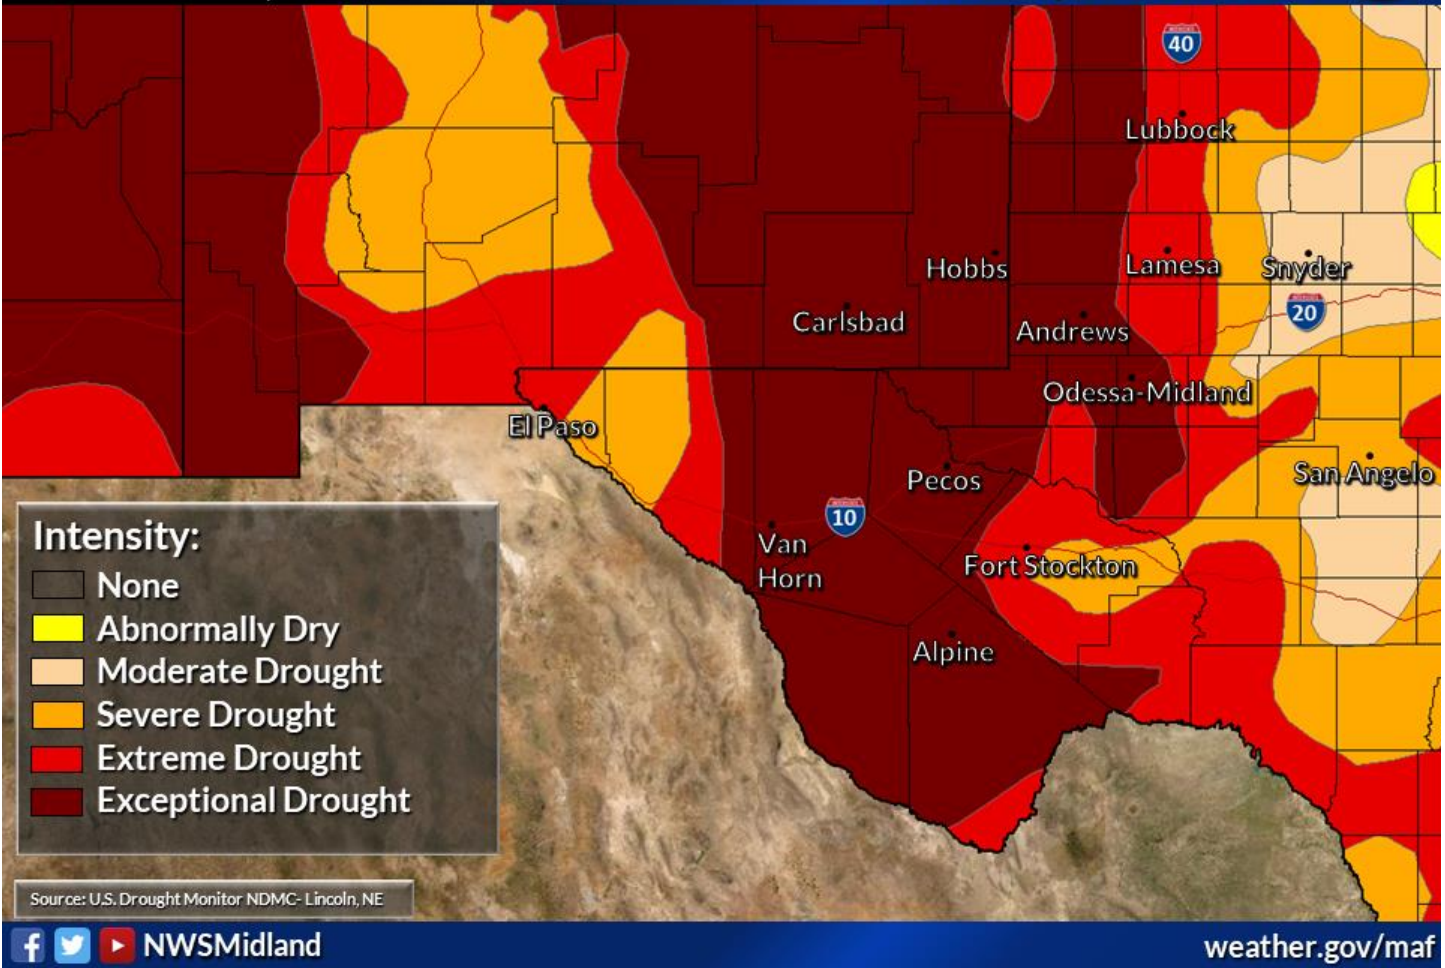 40
Lubbock
Hobbs
Lamesa
Snyder
20
Carlsbad
Andrews
Odessa-Midland
El Paso
San Angelo
Pecos
10
Van
Horn
Fort Stockton
Alpine
Intensity:
None
Abnormally Dry
Moderate Drought
Severe Drought
Extreme Drought
Exceptional Drought
Source: U.S. Drought Monitor NDMC- Lincoln, NE
NWSMidland
weather.gov/maf